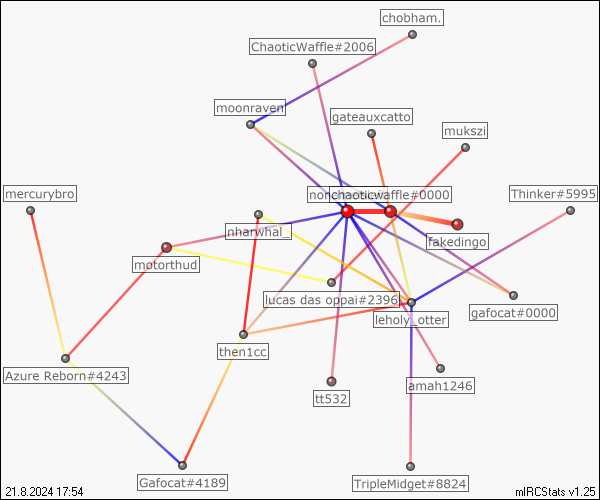 chobham.
ChaoticWaffle#2006
moonraven
gateauxcatto
mukszi
mercurybro
chaoticwaffle#0000
Thinker#5995
nharwhal_
fakedingo
motorthud
lucas das oppai#2396
gafocat#0000
leholy_otter
then1cc
Azure Reborn#4243
amah1246
tt532
Gafocat#4189
TripleMidget#8824
21.8.2024 17:54
mIRCStats v1.25